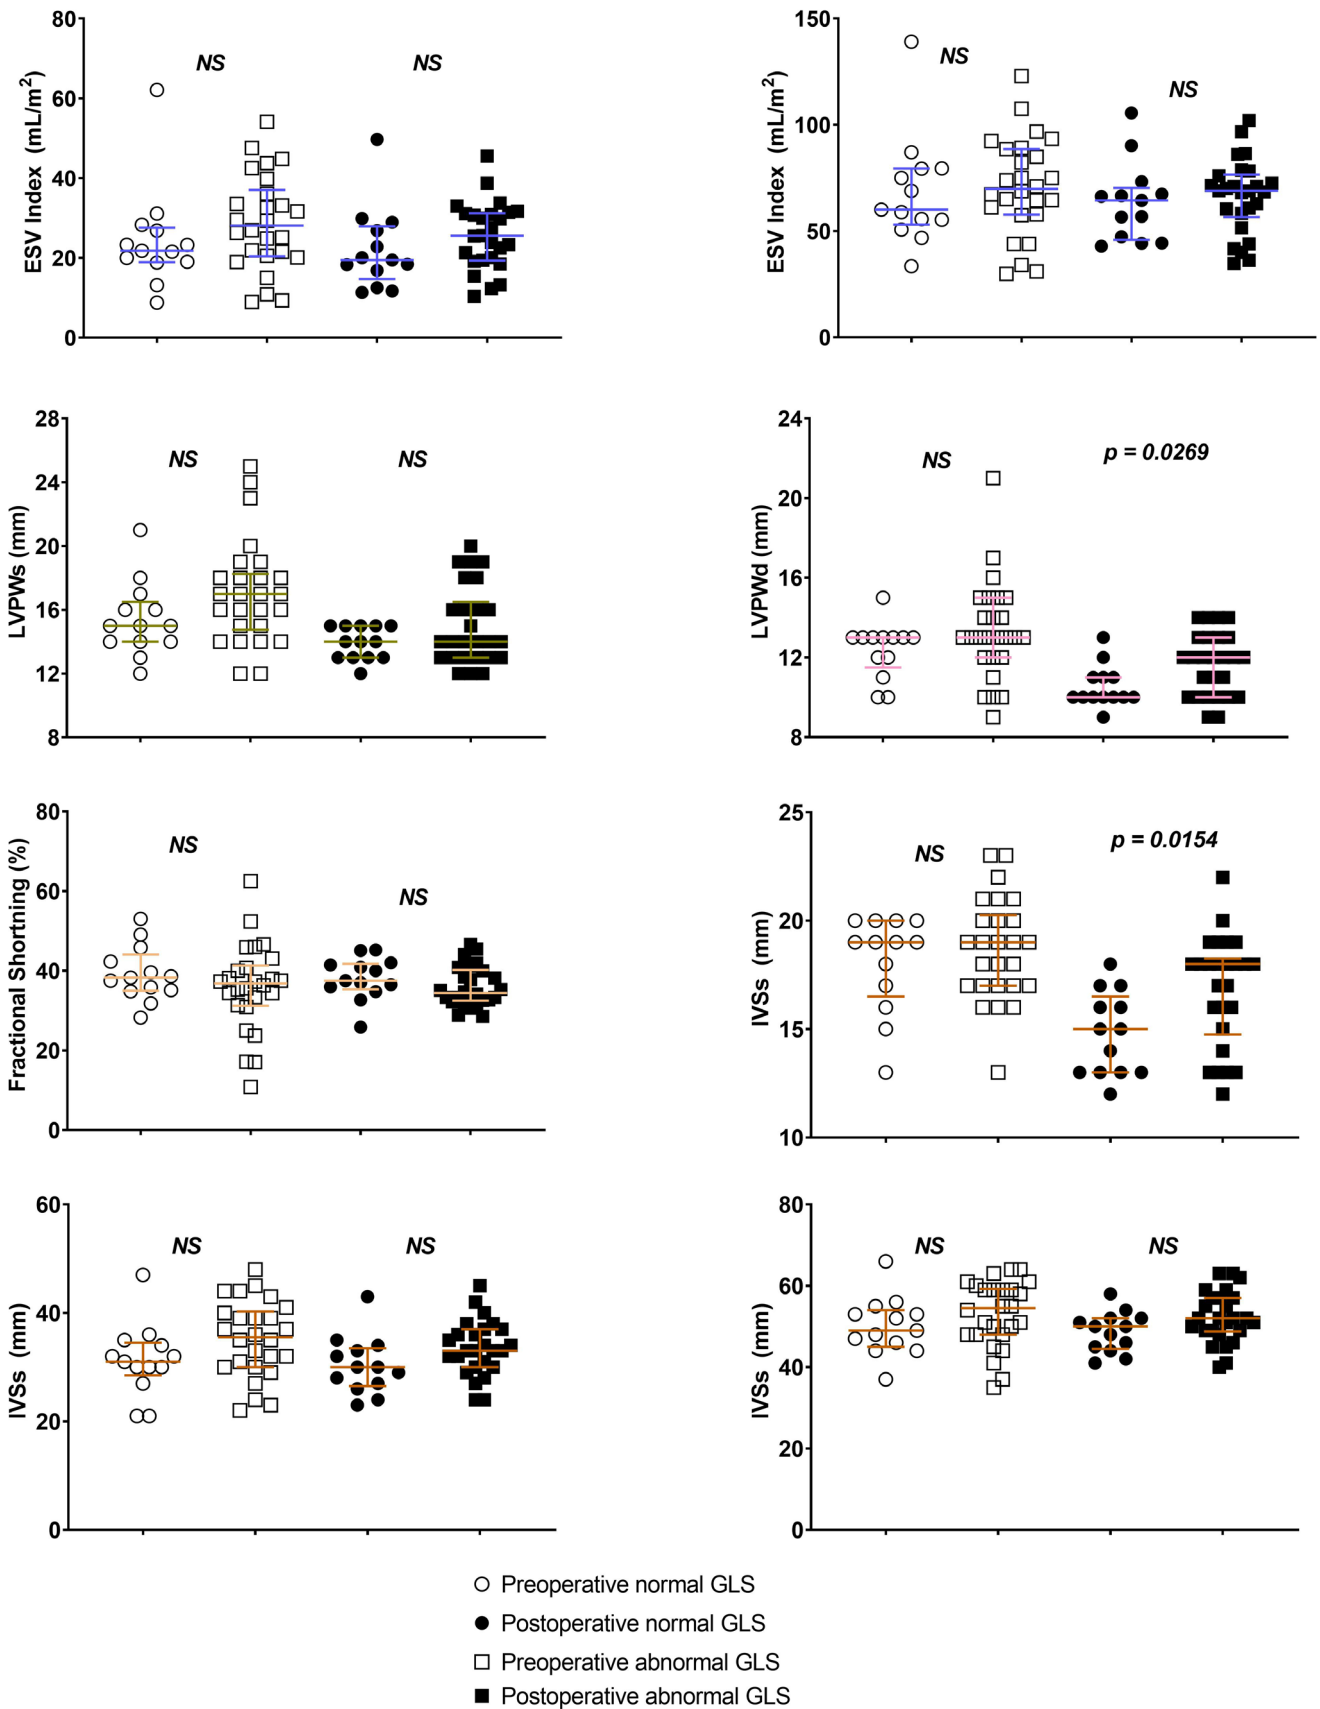 80
60
40
20
0
ESV Index (mL/m²)
NS
NS
150
100
50
0
ESV Index (mL/m²)
NS
NS
28
24
20
16
12
8
LVPWs (mm)
NS
NS
24
20
16
12
8
LVPWd (mm)
NS
p = 0.0269
80
60
40
20
0
Fractional Shortning (%)
NS
NS
25
20
15
10
IVSs (mm)
NS
p = 0.0154
60
40
20
0
IVSs (mm)
NS
NS
80
60
40
20
0
IVSs (mm)
NS
NS
Preoperative normal GLS
Postoperative normal GLS
Preoperative abnormal GLS
Postoperative abnormal GLS